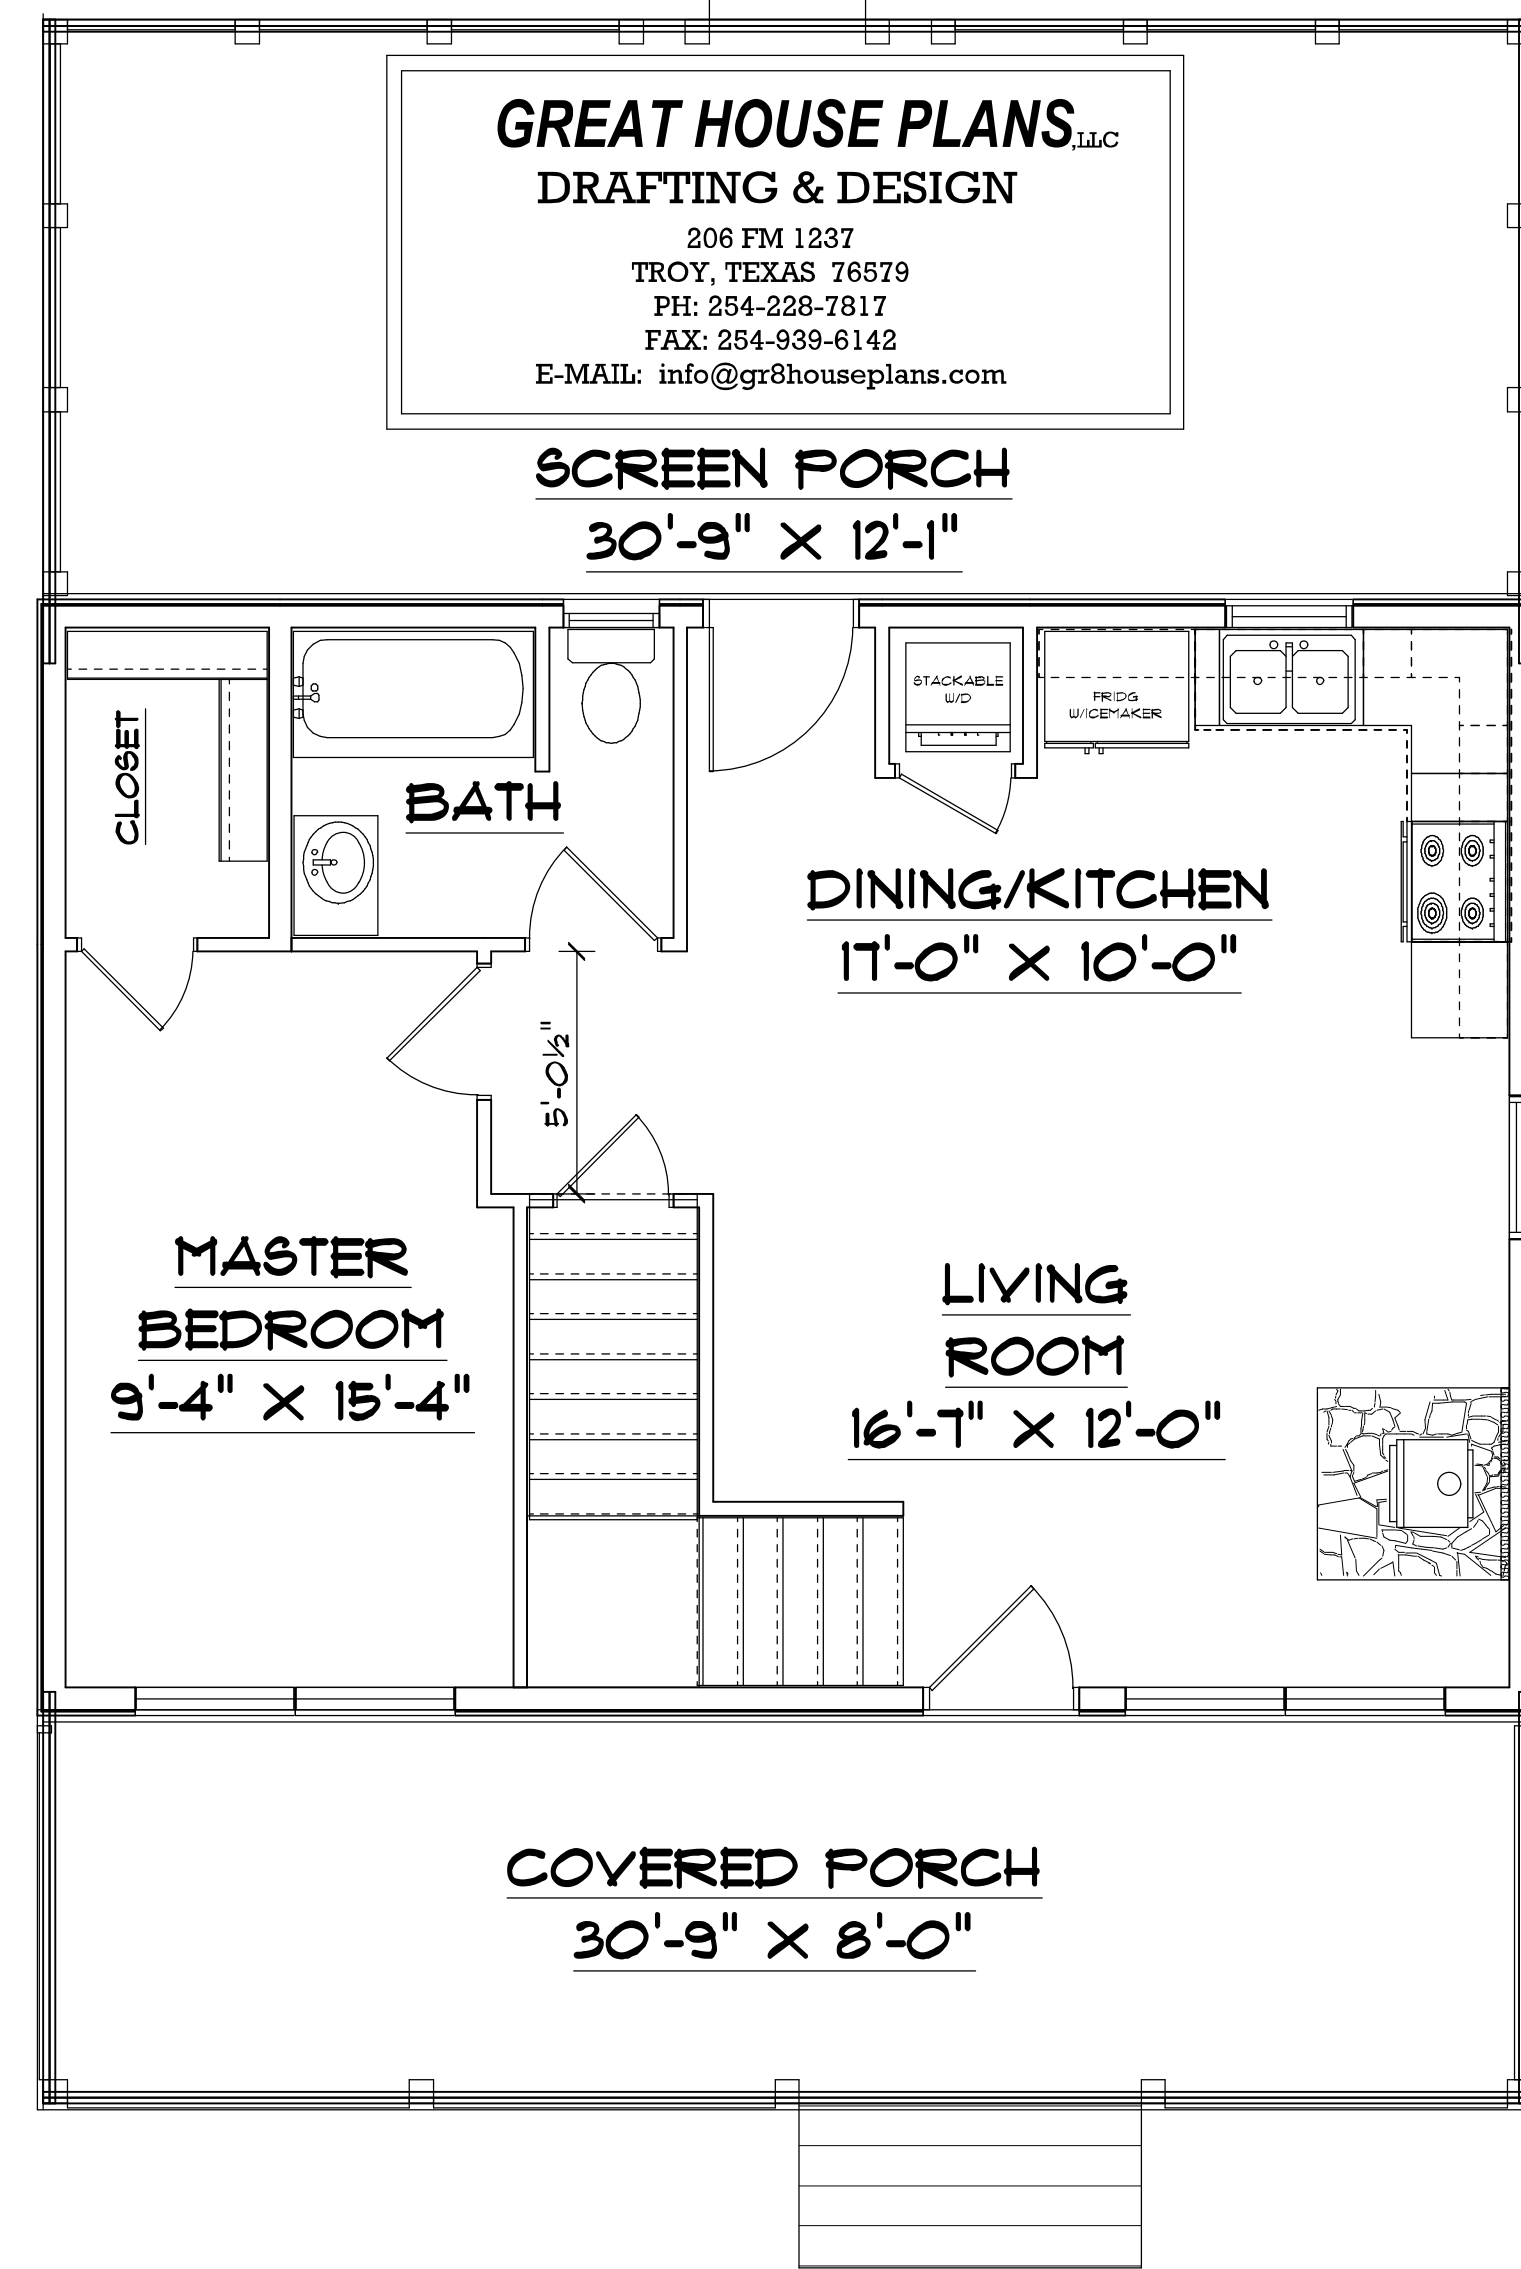 GREAT HOUSE PLANS,LLC
DRAFTING & DESIGN
206 FM 1237
TROY, TEXAS 76579
PH: 254-228-7817
FAX: 254-939-6142
E-MAIL: info@gr8houseplans.com
SCREEN PORCH
30'-9" X 12'-1"
STACKABLE
W/D
FRIDG
W/ICEMAKER
CLOSET
BATH
DINING/KITCHEN
17'-0" X 10'-0"
5'-0½"
MASTER
BEDROOM
9'-4" X 15'-4"
LIVING
ROOM
16'-7" X 12'-0"
COVERED PORCH
30'-9" X 8'-0"